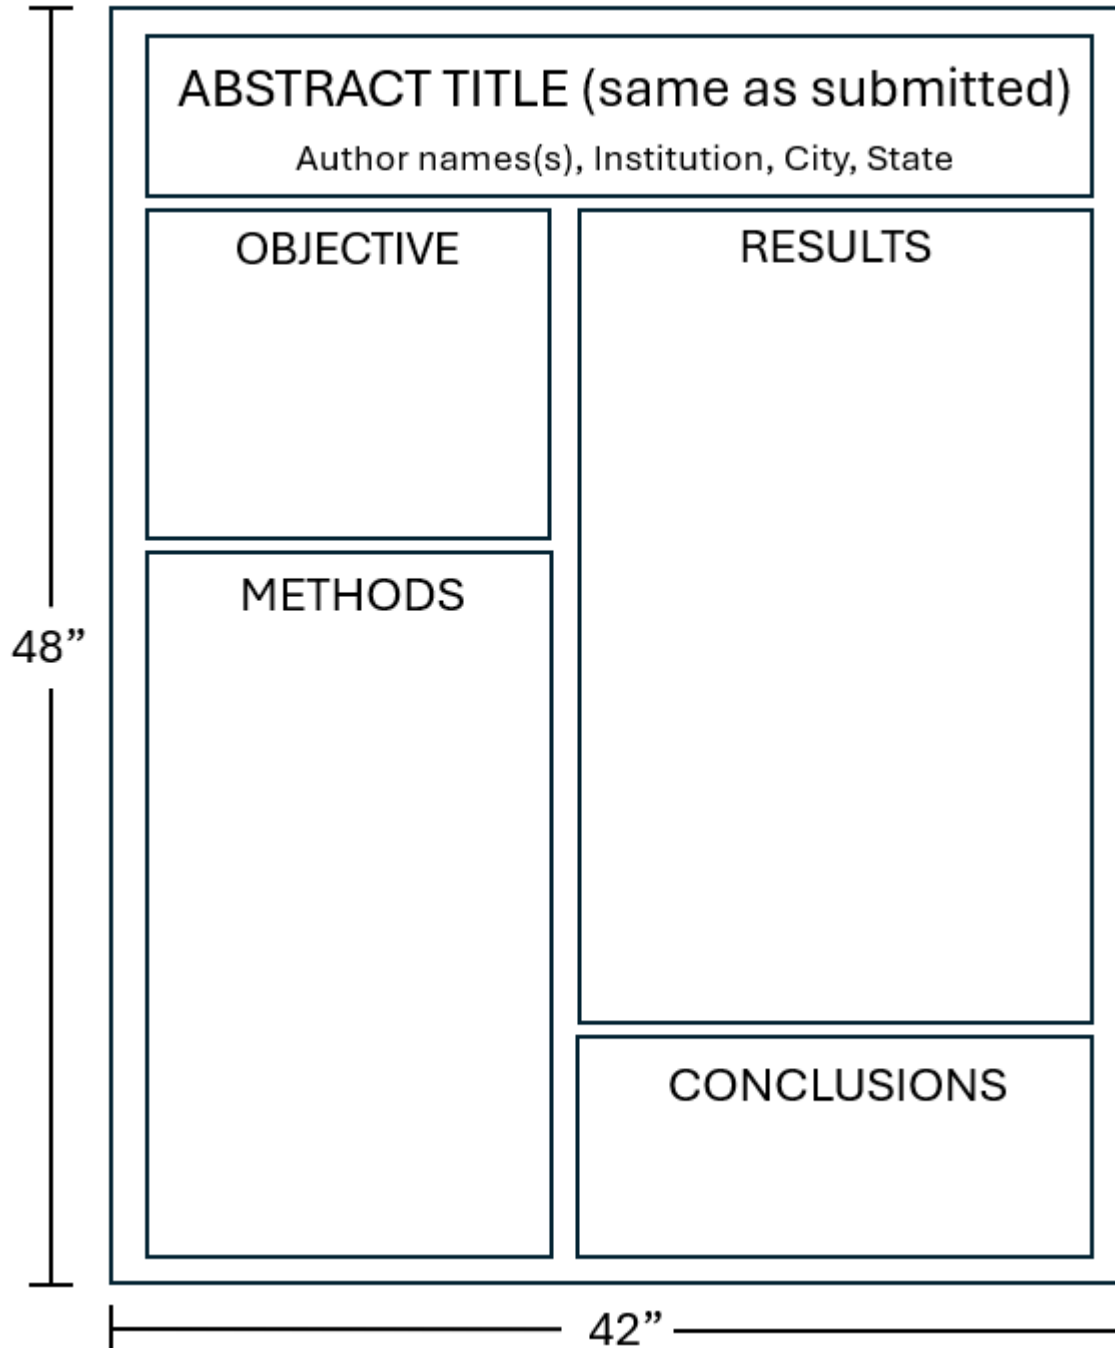 ABSTRACT TITLE (same as submitted)
Author names(s), Institution, City, State
OBJECTIVE
RESULTS
METHODS
48”
CONCLUSIONS
42”